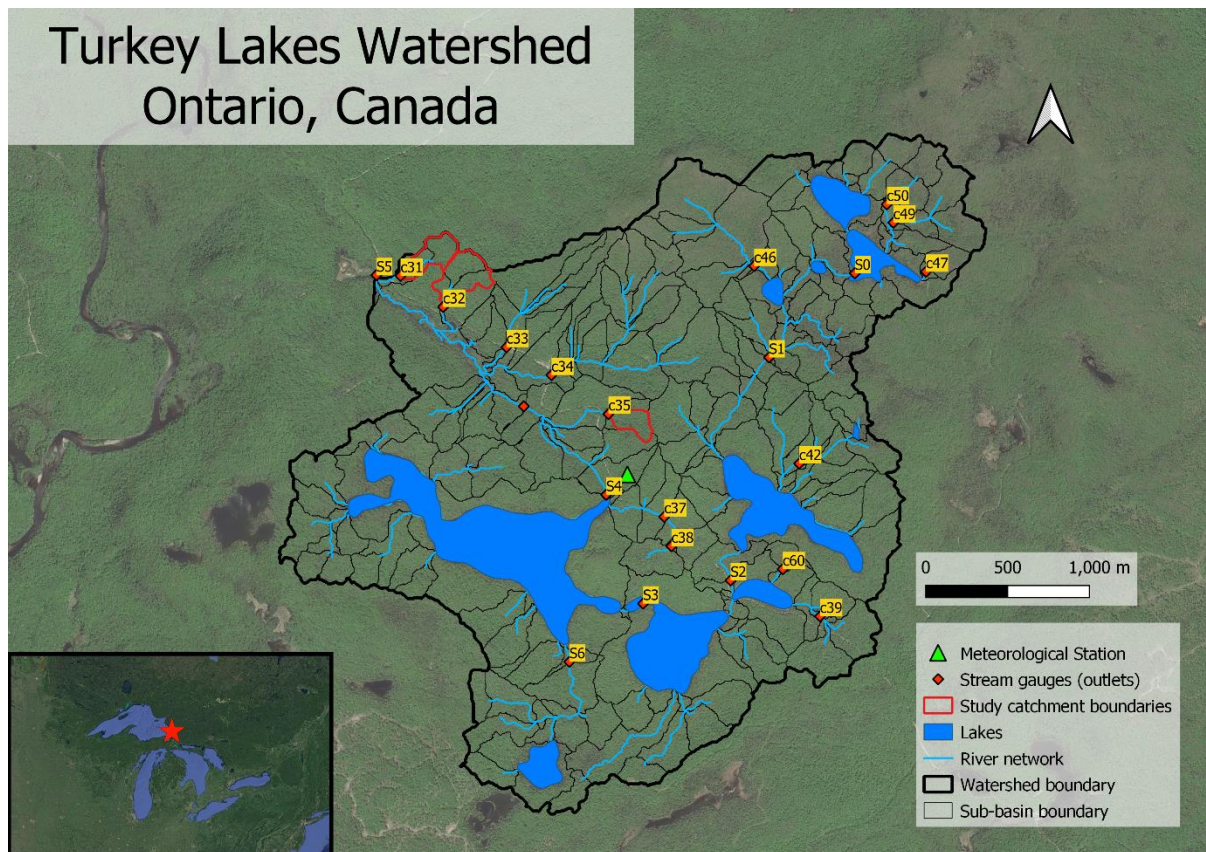 Turkey Lakes Watershed
Ontario, Canada
c50
c49
c46
S0
c47
S5
c31
c32
c33
S1
c34
c35
c42
S4
c37
c38
c60
S2
S3
c39
S6
0 500 1,000 m
Meteorological Station
Stream gauges (outlets)
Study catchment boundaries
Lakes
River network
Watershed boundary
Sub-basin boundary